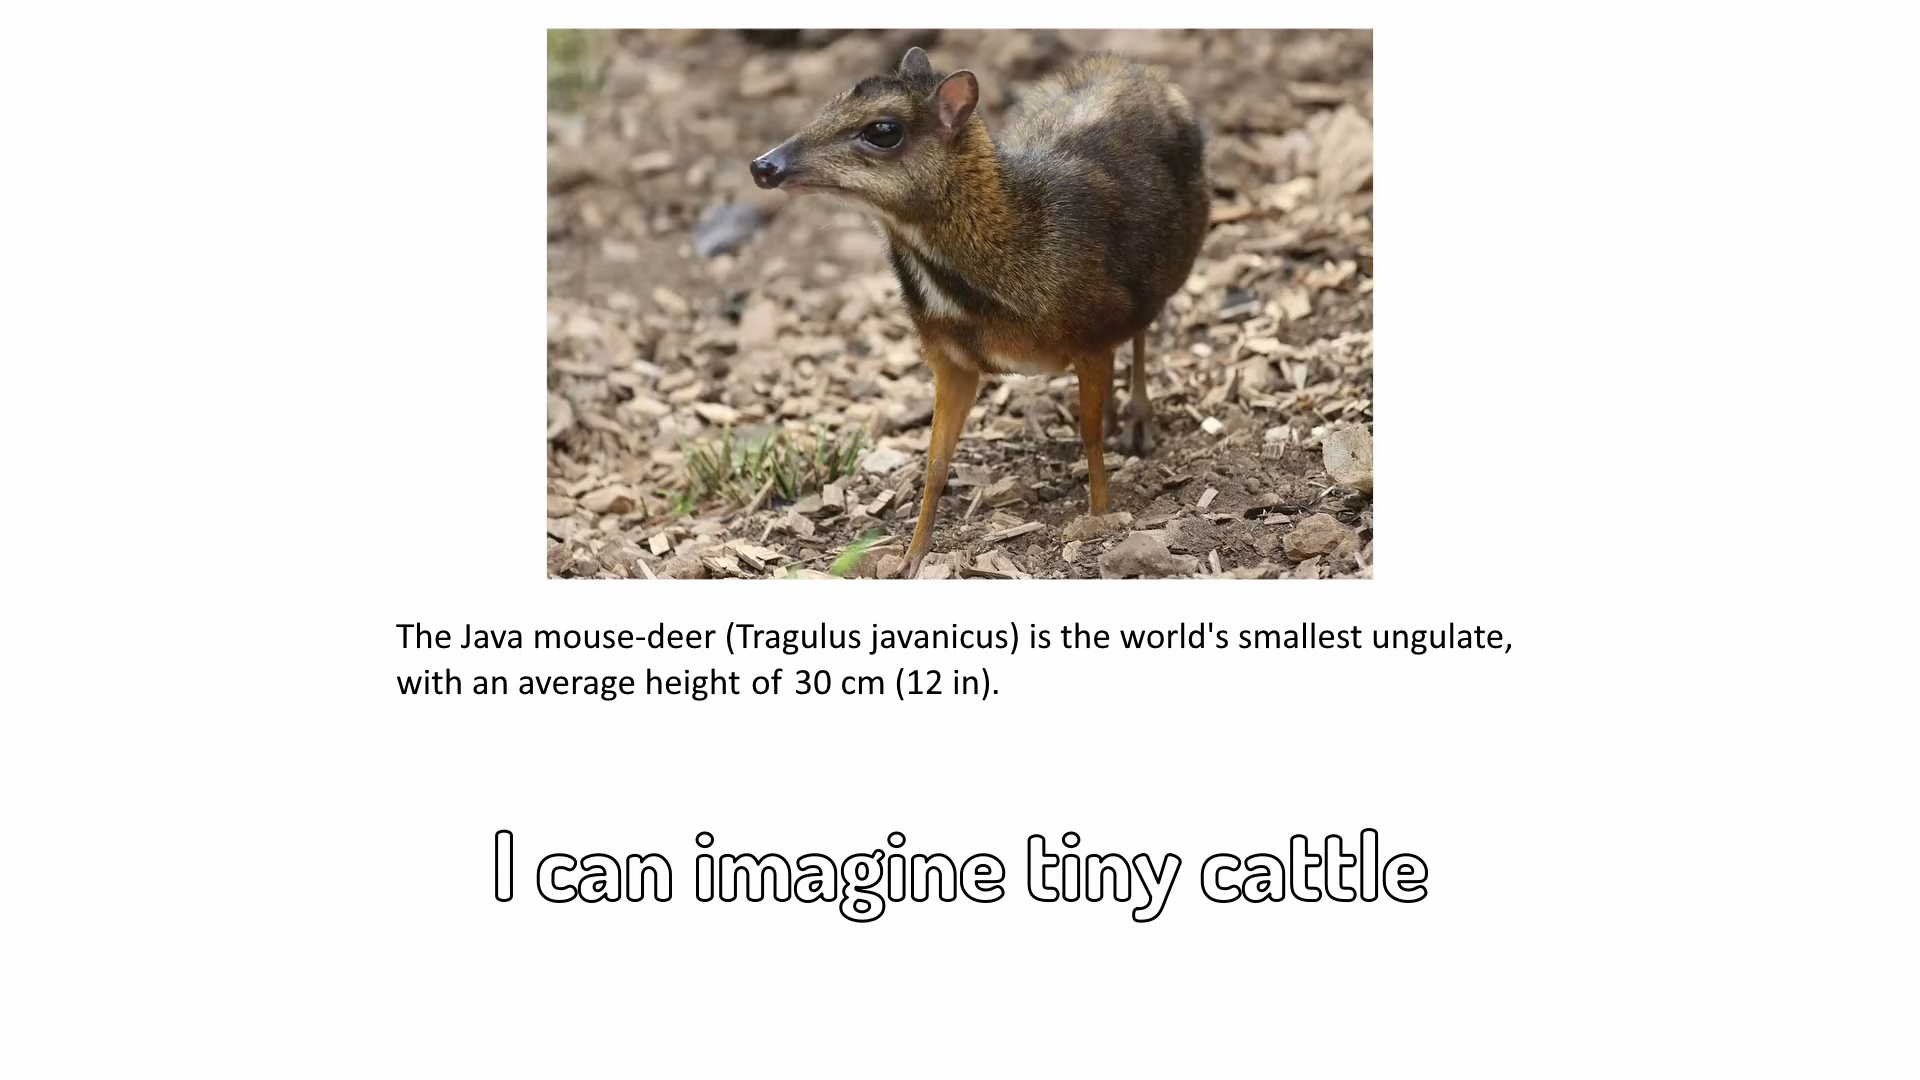 The Java mouse-deer (Tragulus javanicus) is the world's smallest ungulate,
with an average height of 30 cm (12 in).
I can imagine tiny cattle